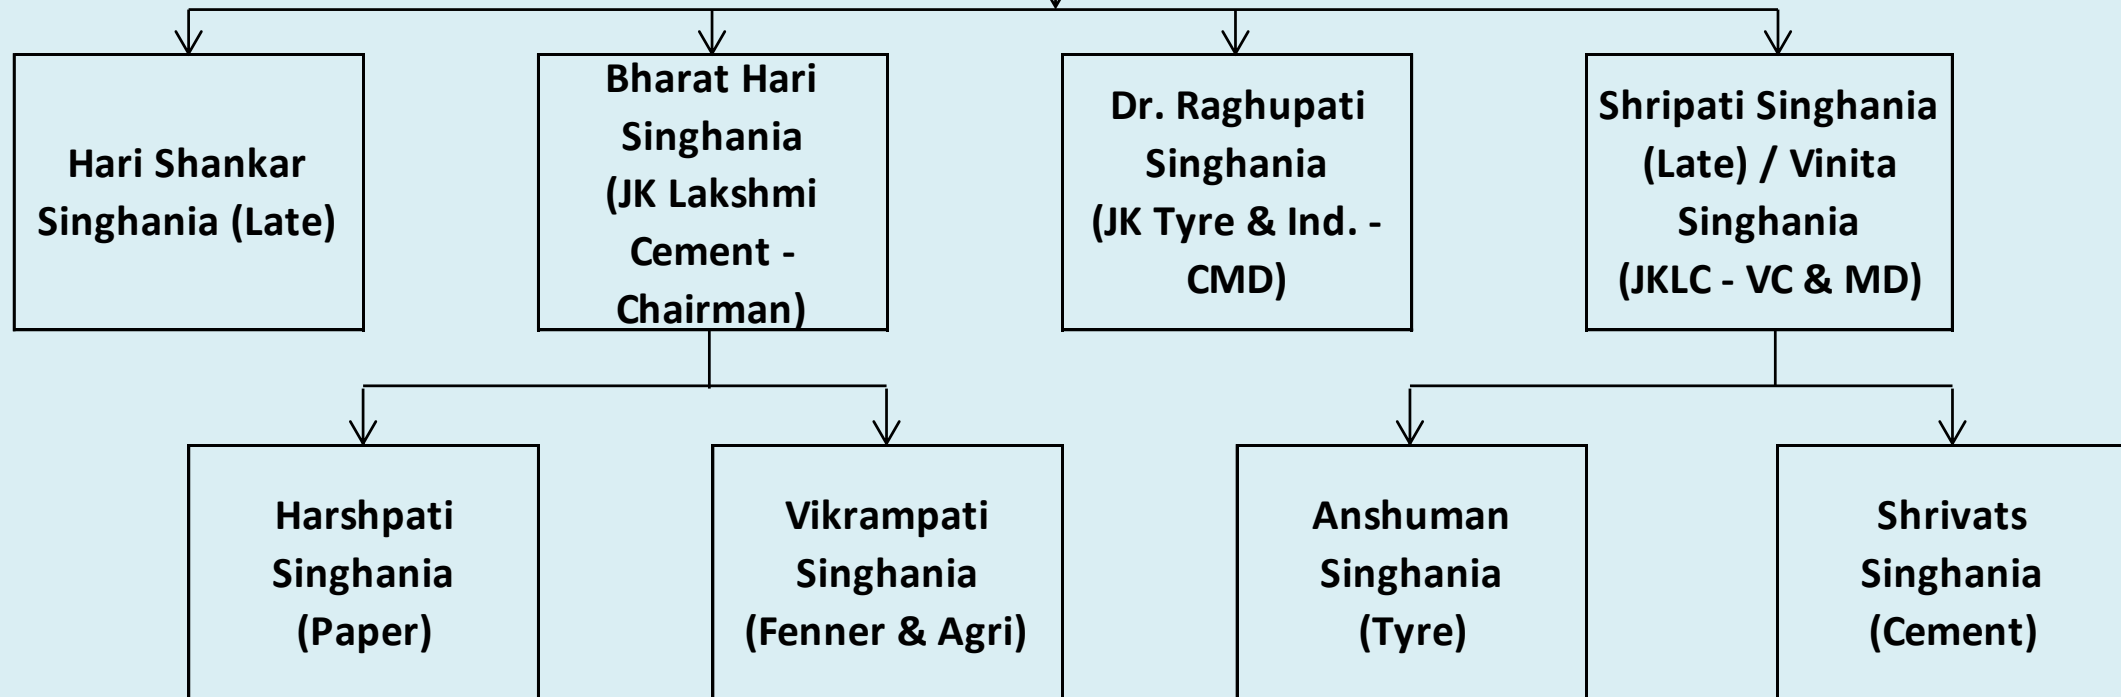 Hari Shankar
Singhania (Late)
Bharat Hari
Singhania
(JK Lakshmi
Cement -
Chairman)
Dr. Raghupati
Singhania
(JK Tyre & Ind. -
CMD)
Shripati Singhania
(Late) / Vinita
Singhania
(JKLC - VC & MD)
Harshpati
Singhania
(Paper)
Vikrampati
Singhania
(Fenner & Agri)
Anshuman
Singhania
(Tyre)
Shrivats
Singhania
(Cement)